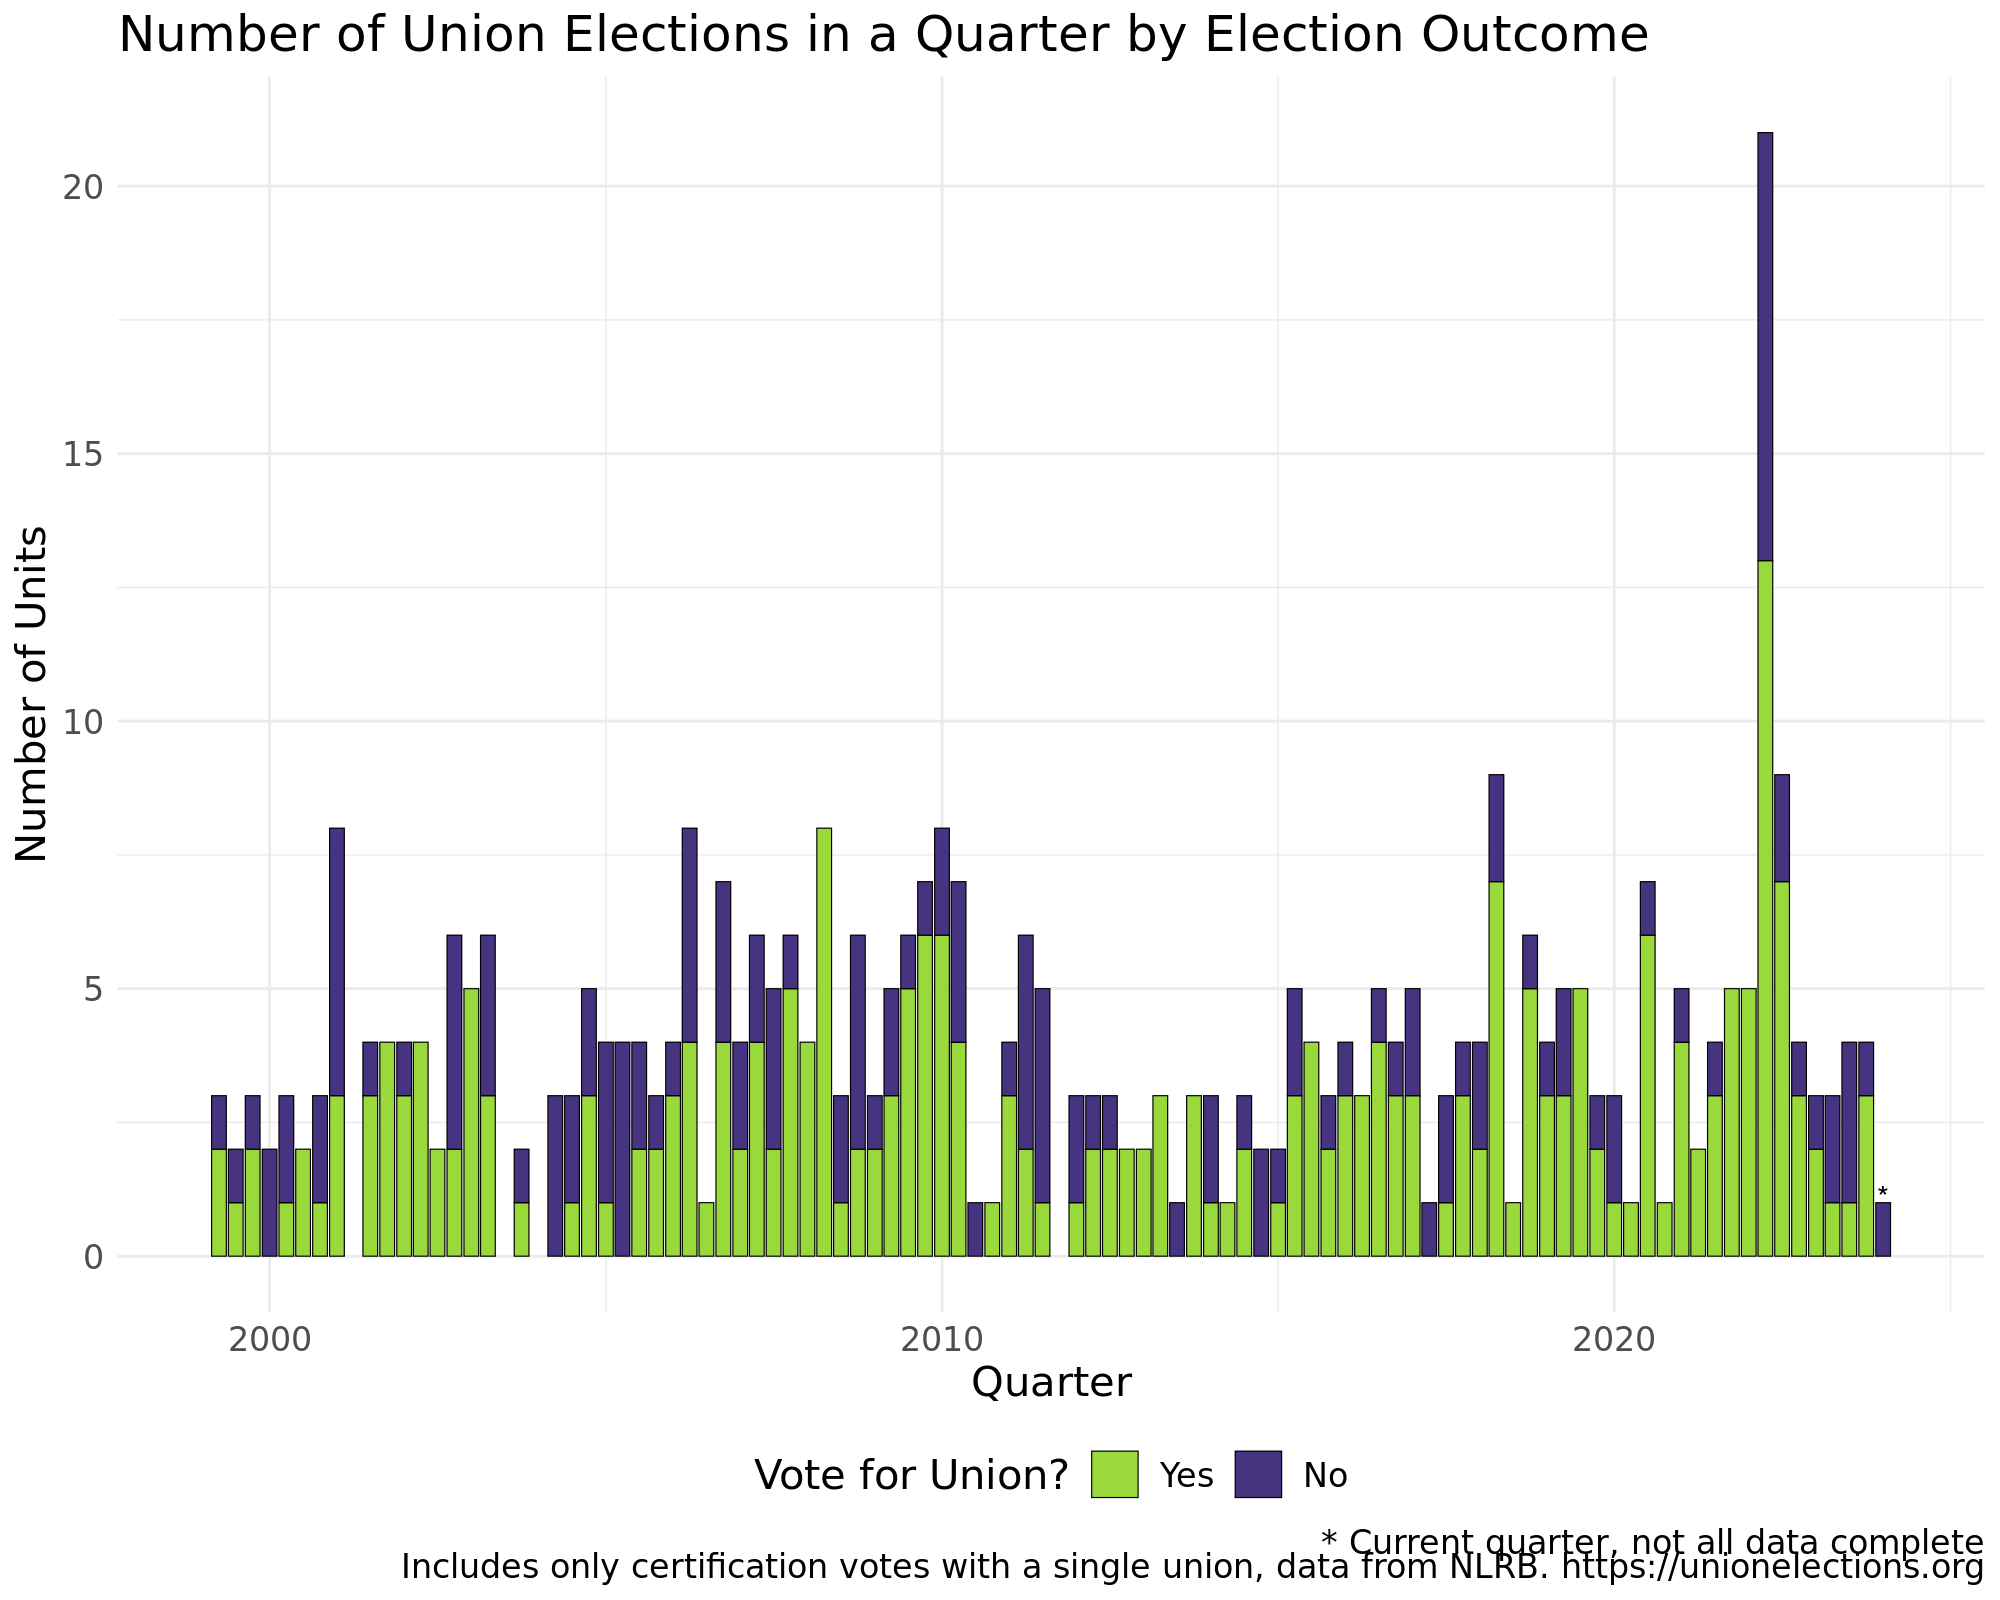 Number of Union Elections in a Quarter by Election Outcome
Number of Units
20
15
10
5
0
*
2000 2010 2020
Quarter
Vote for Union? Yes No
* Current quarter, not all data complete
Includes only certification votes with a single union, data from NLRB. https://unionelections.org